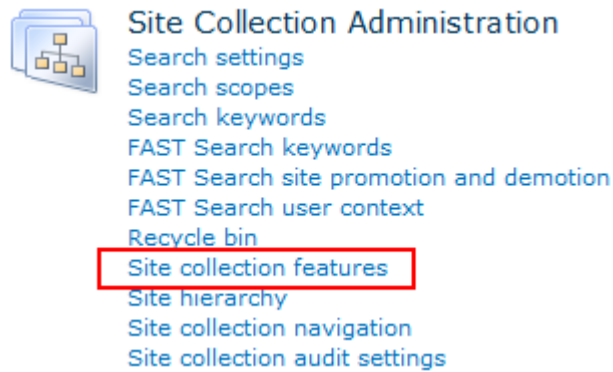 Site Collection Administration
Search settings
Search scopes
Search keywords
FAST Search keywords
FAST Search site promotion and demotion
FAST Search user context
Recycle bin
Site collection features
Site hierarchy
Site collection navigation
Site collection audit settings